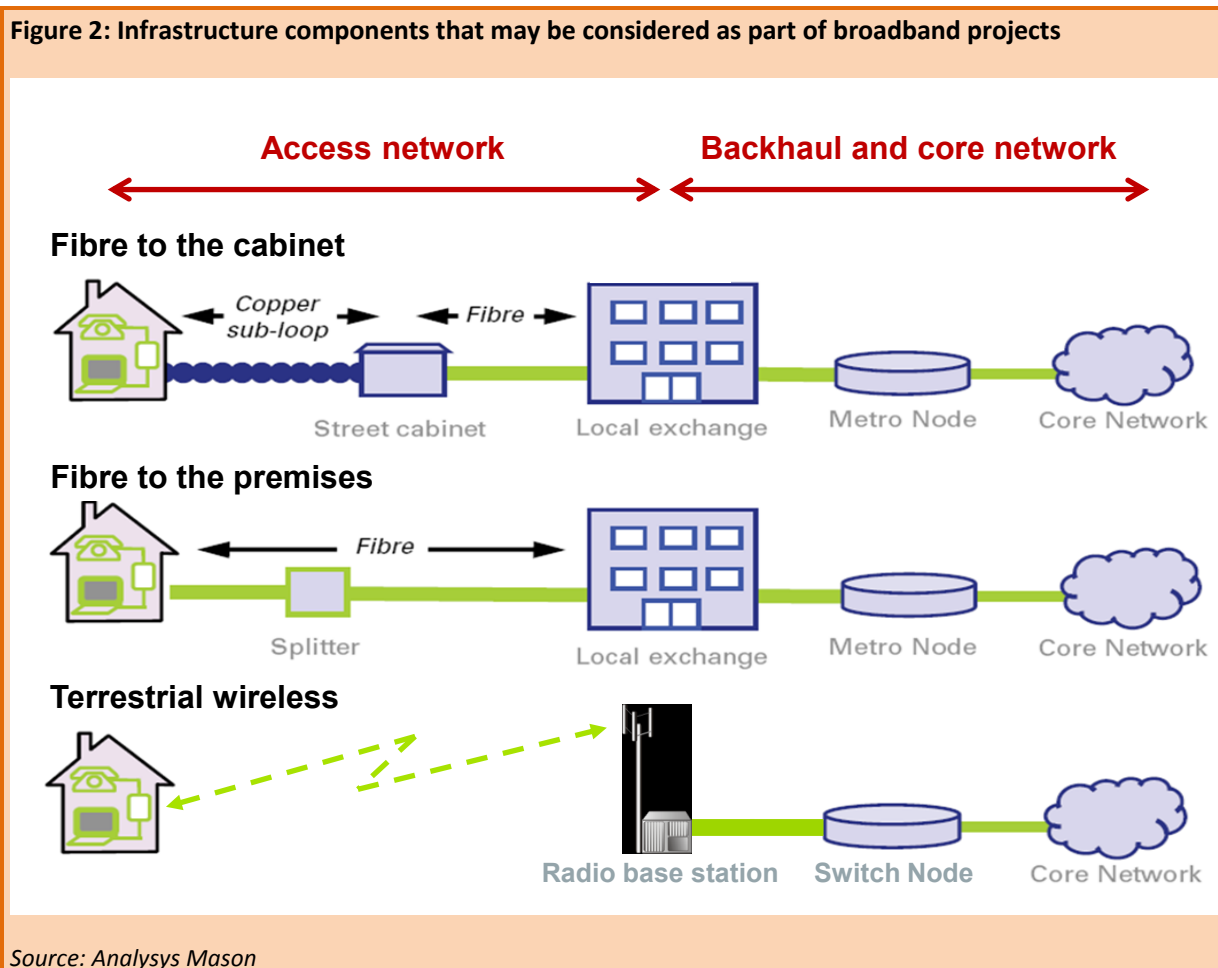 Figure 2: Infrastructure components that may be considered as part of broadband projects
Access network
Backhaul and core network
Fibre to the cabinet
Copper
sub-loop
Fibre
Street cabinet
Local exchange
Metro Node
Core Network
Fibre to the premises
Fibre
Splitter
Local exchange
Metro Node
Core Network
Terrestrial wireless
Radio base station
Switch Node
Core Network
Source: Analysys Mason